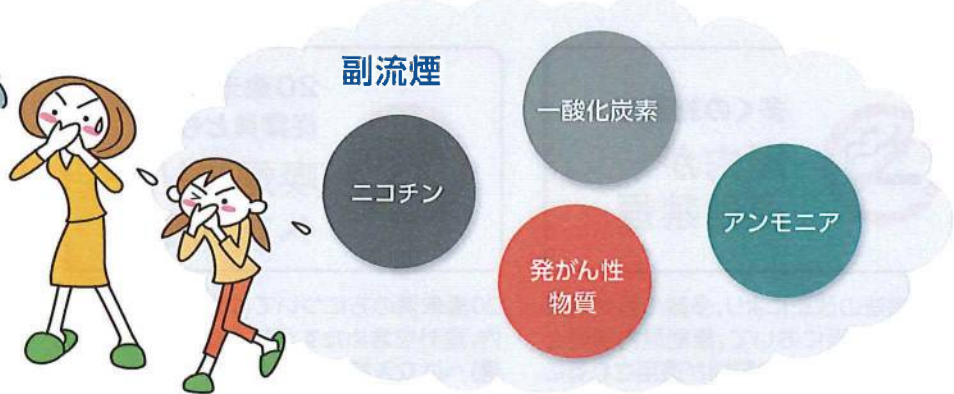 副流煙
一酸化炭素
ニコチン
アンモニア
発がん性
物質